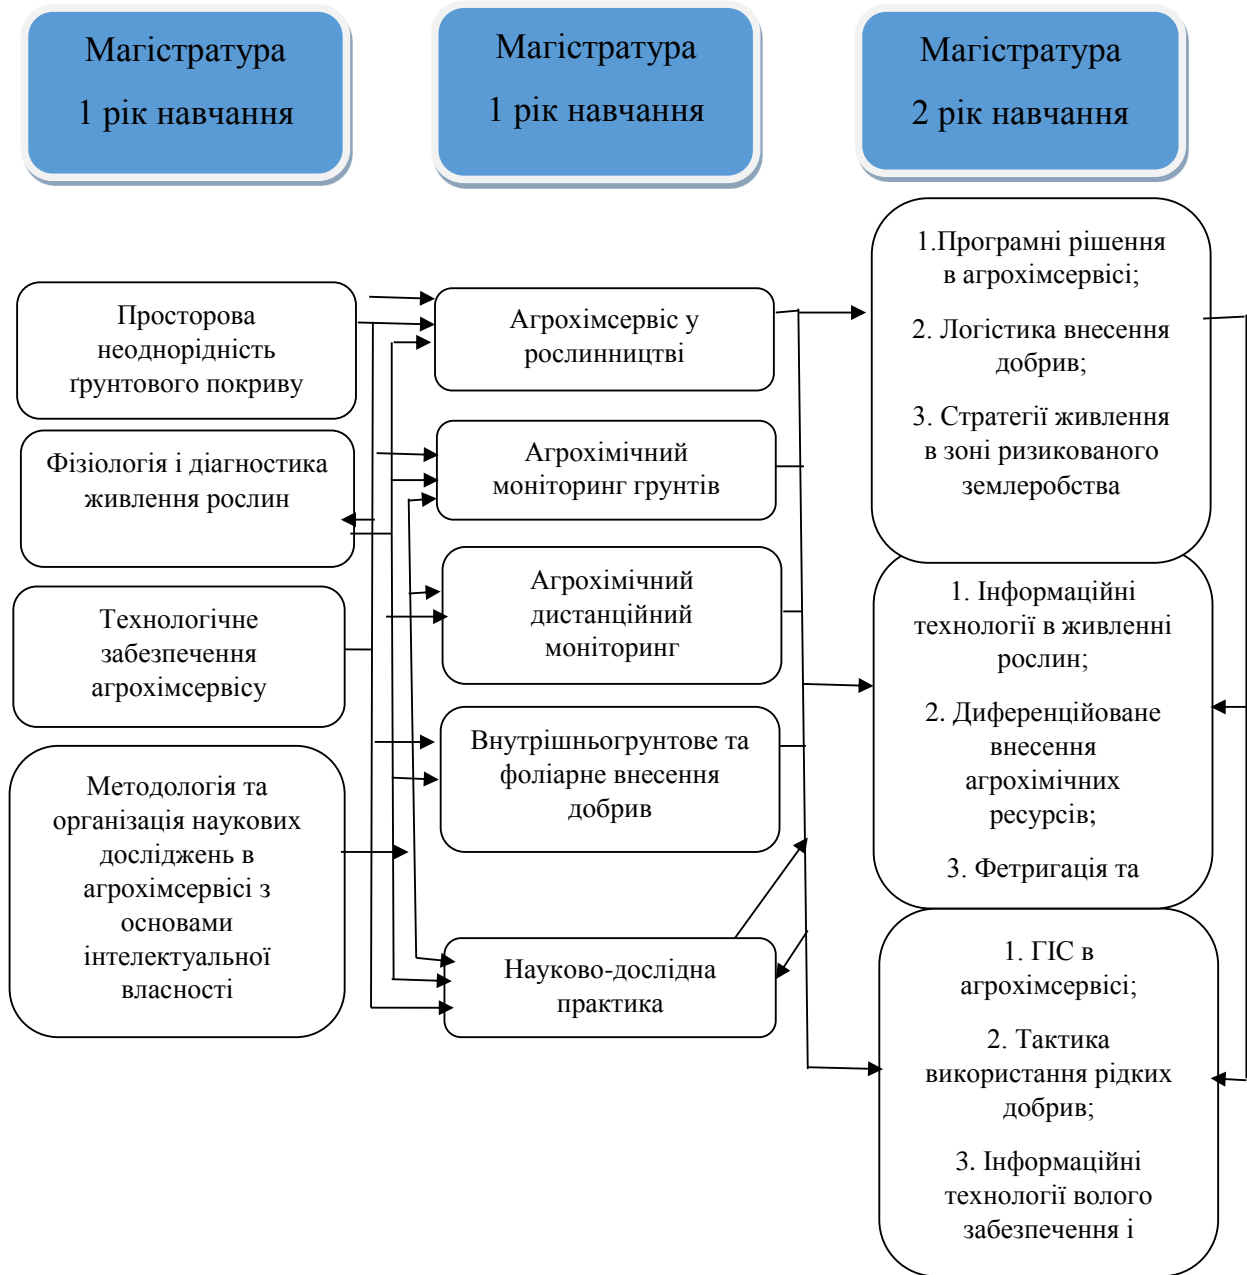 Магістратура
1 рік навчання
Магістратура
1 рік навчання
Магістратура
2 рік навчання
Просторова
неоднорідність
ґрунтового покриву
Фізіологія і діагностика
живлення рослин
Технологічне
забезпечення
агрохімсервісу
Методологія та
організація наукових
досліджень в
агрохімсервісі з
основами
інтелектуальної
власності
Агрохімсервіс у
рослинництві
Агрохімічний
моніторинг грунтів
Агрохімічний
дистанційний
моніторинг
Внутрішньогрунтове та
фоліарне внесення
добрив
Науково-дослідна
практика
1.Програмні рішення
в агрохімсервісі;
2. Логістика внесення
добрив;
3. Стратегії живлення
в зоні ризикованого
землеробства
1. Інформаційні
технології в живленні
рослин;
2. Диференційоване
внесення
агрохімічних
ресурсів;
3. Фетригація та
1. ГІС в
агрохімсервісі;
2. Тактика
використання рідких
добрив;
3. Інформаційні
технології волого
забезпечення і